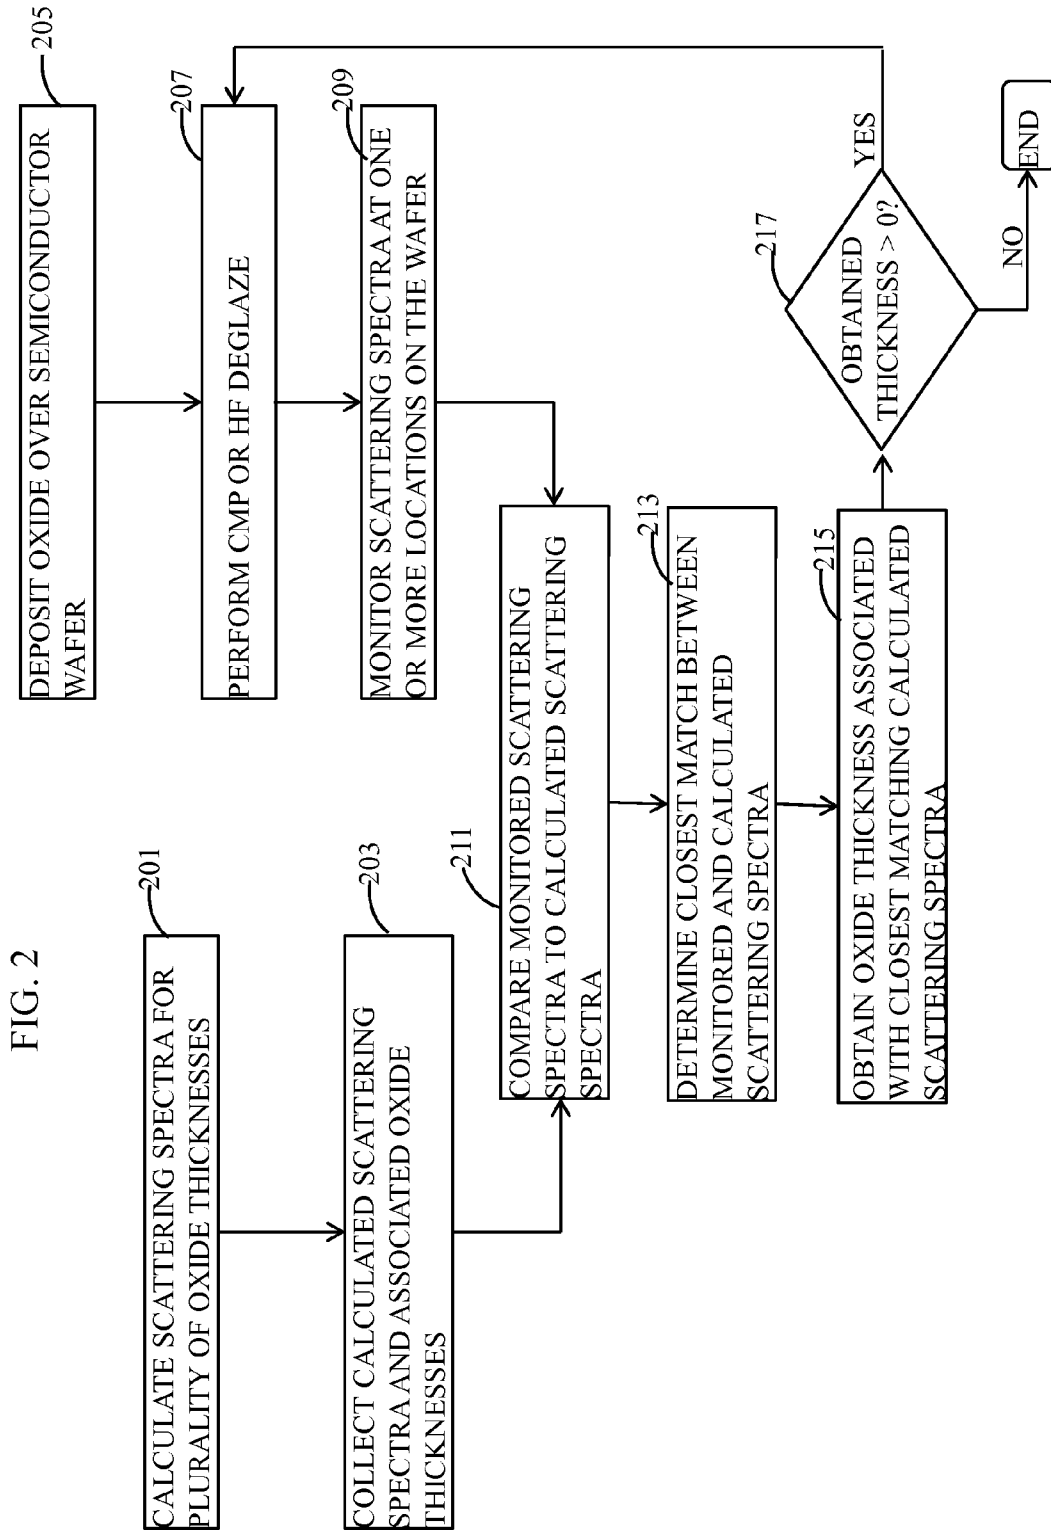 FIG. 2
201
CALCULATE SCATTERING SPECTRA FOR
PLURALITY OF OXIDE THICKNESSES
203
COLLECT CALCULATED SCATTERING
SPECTRA AND ASSOCIATED OXIDE
THICKNESSES
205
DEPOSIT OXIDE OVER SEMICONDUCTOR
WAFER
207
PERFORM CMP OR HF DEGLAZE
209
MONITOR SCATTERING SPECTRA AT ONE
OR MORE LOCATIONS ON THE WAFER
211
COMPARE MONITORED SCATTERING
SPECTRA TO CALCULATED SCATTERING
SPECTRA
213
DETERMINE CLOSEST MATCH BETWEEN
MONITORED AND CALCULATED
SCATTERING SPECTRA
215
OBTAIN OXIDE THICKNESS ASSOCIATED
WITH CLOSEST MATCHING CALCULATED
SCATTERING SPECTRA
217
OBTAINED
THICKNESS > 0?
YES
NO
END